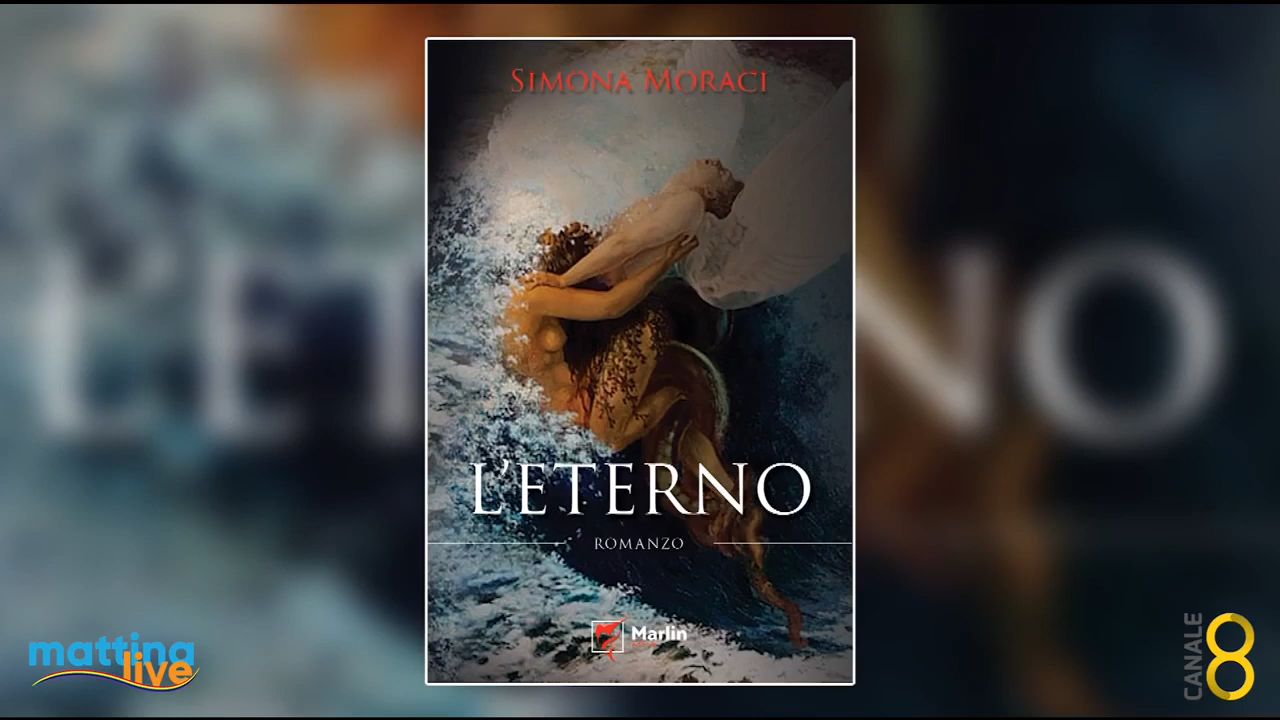 SIMONA MORACI
L'ETERNO
ROMANZO
Marlin
mattina
live
CANALE
8